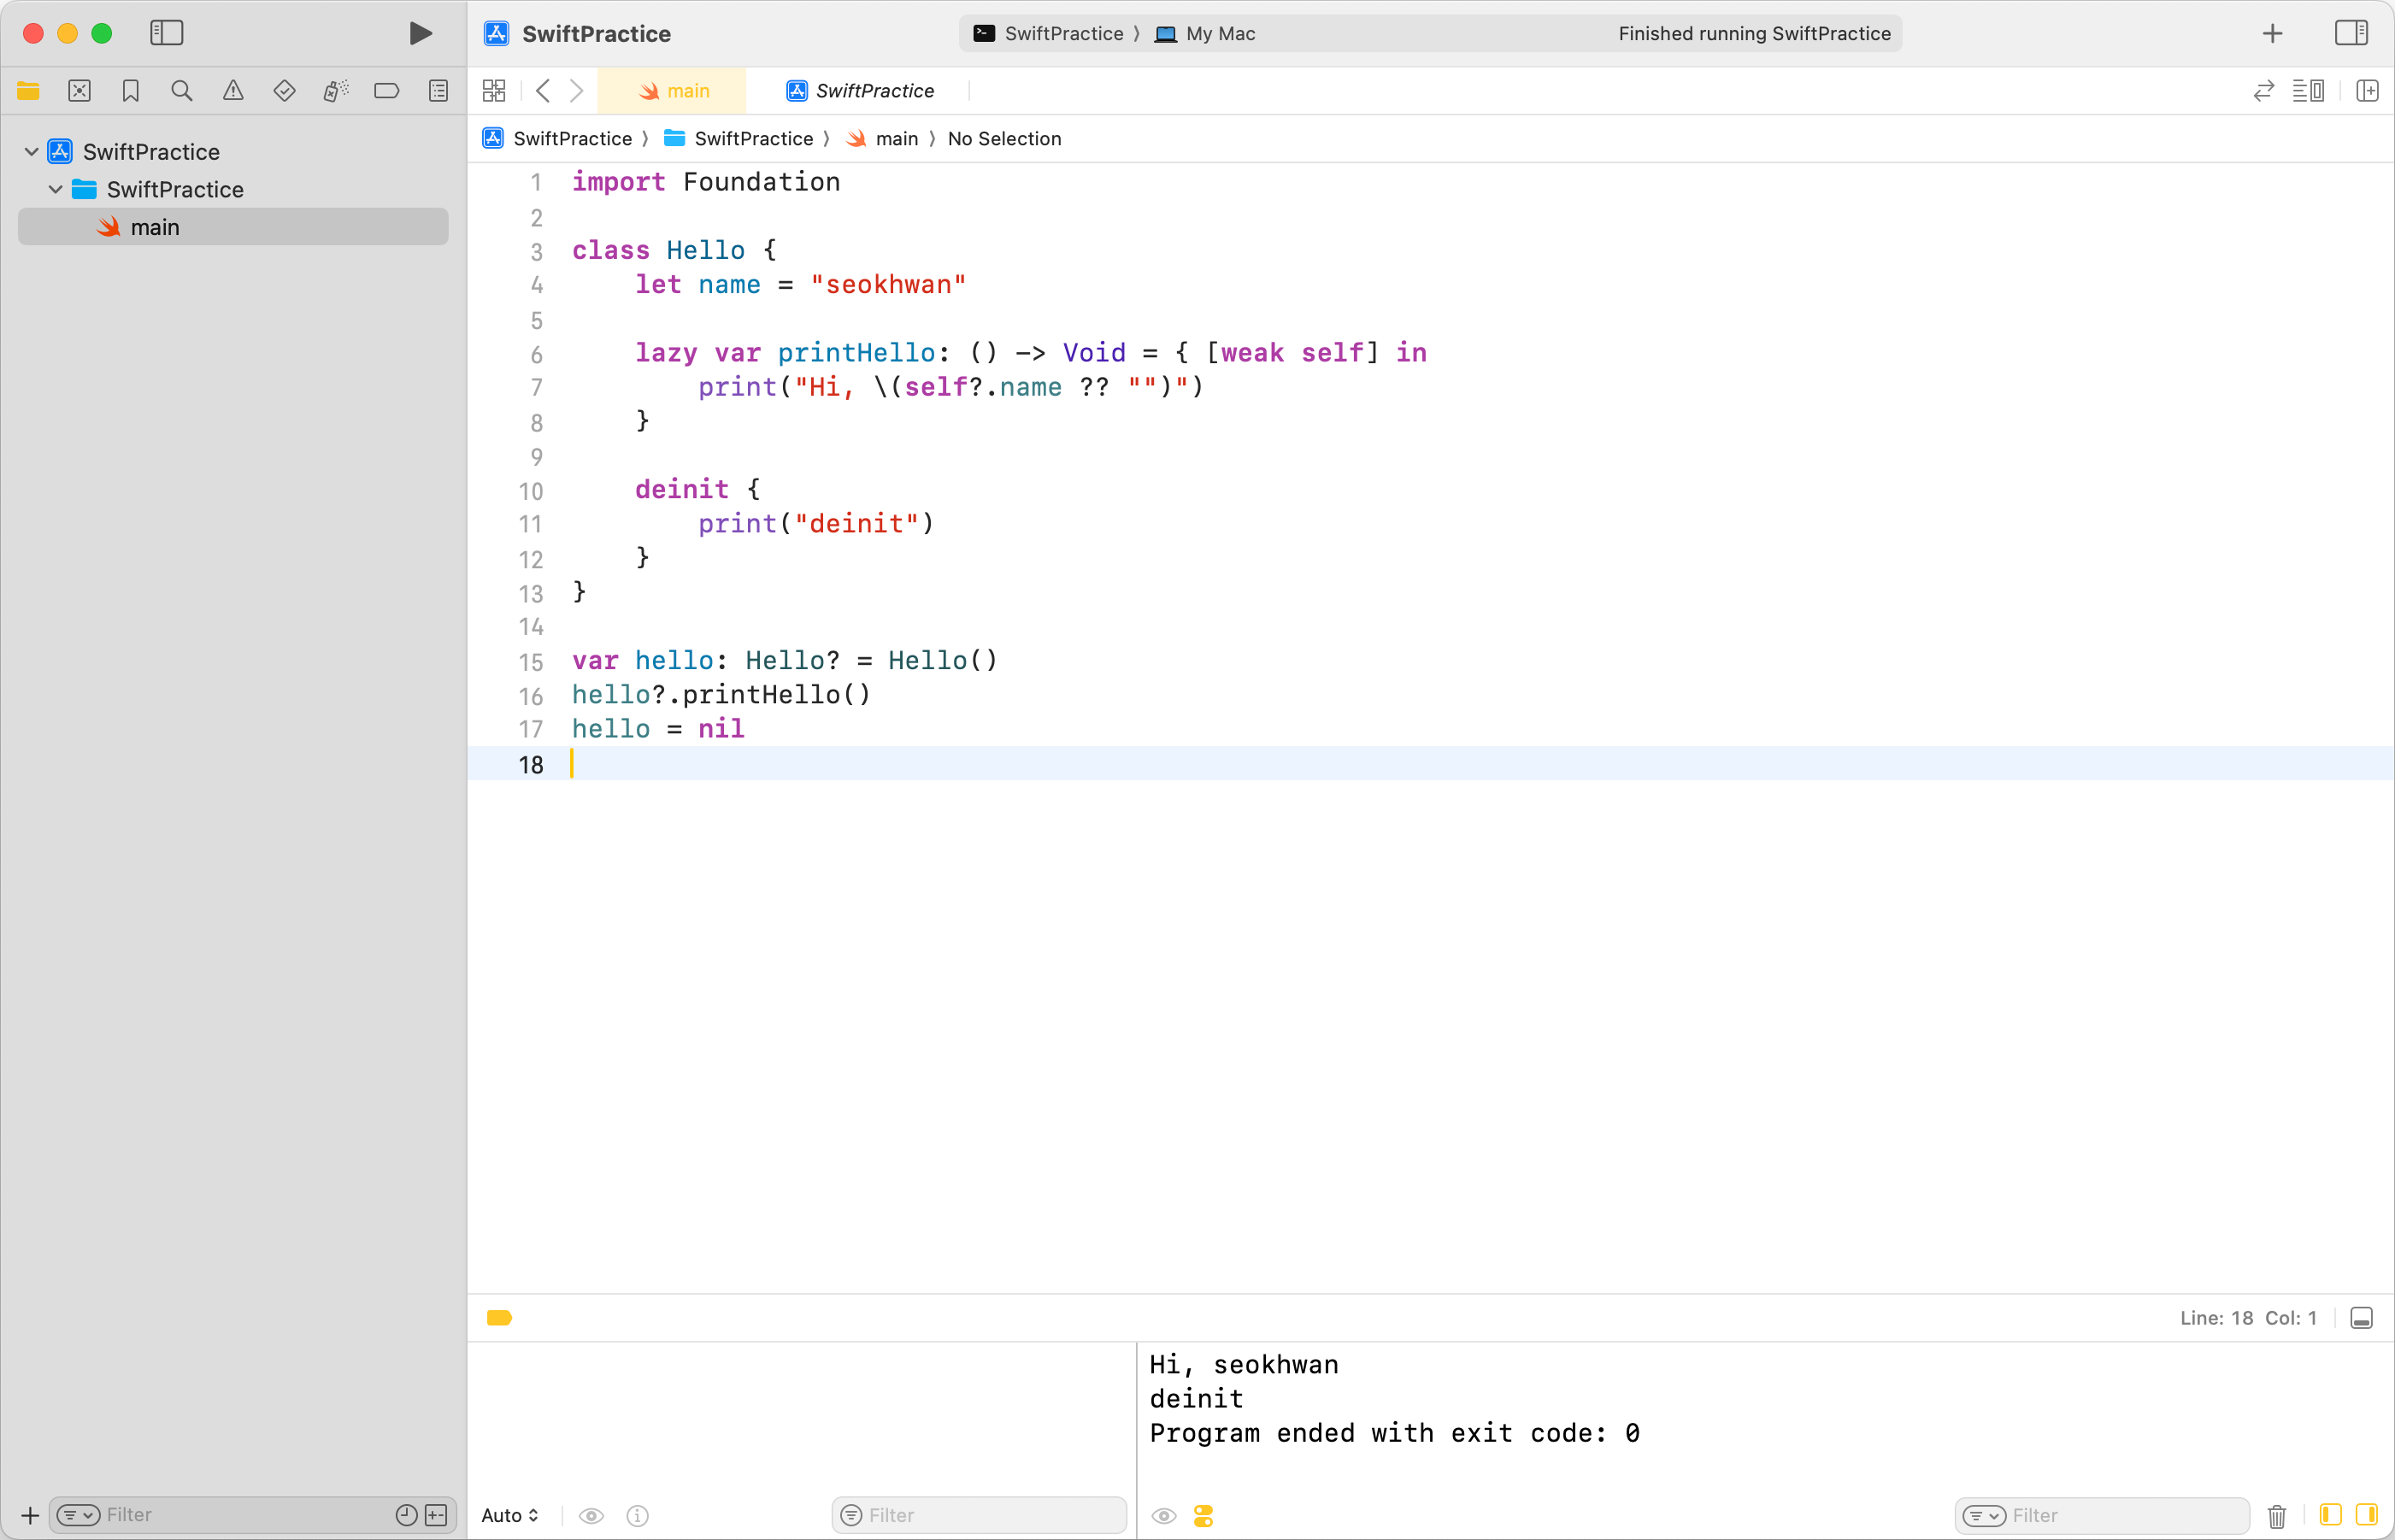 SwiftPractice
SwiftPractice ⟩ My Mac
Finished running SwiftPractice
main
SwiftPractice
SwiftPractice ⟩ SwiftPractice ⟩ main ⟩ No Selection
SwiftPractice
SwiftPractice
main
1 import Foundation
2
3 class Hello {
4     let name = "seokhwan"
5
6     lazy var printHello: () -> Void = { [weak self] in
7         print("Hi, \(self?.name ?? "")")
8     }
9
10     deinit {
11         print("deinit")
12     }
13 }
14
15 var hello: Hello? = Hello()
16 hello?.printHello()
17 hello = nil
18
Line: 18 Col: 1
Hi, seokhwan
deinit
Program ended with exit code: 0
Filter
Auto
Filter
Filter